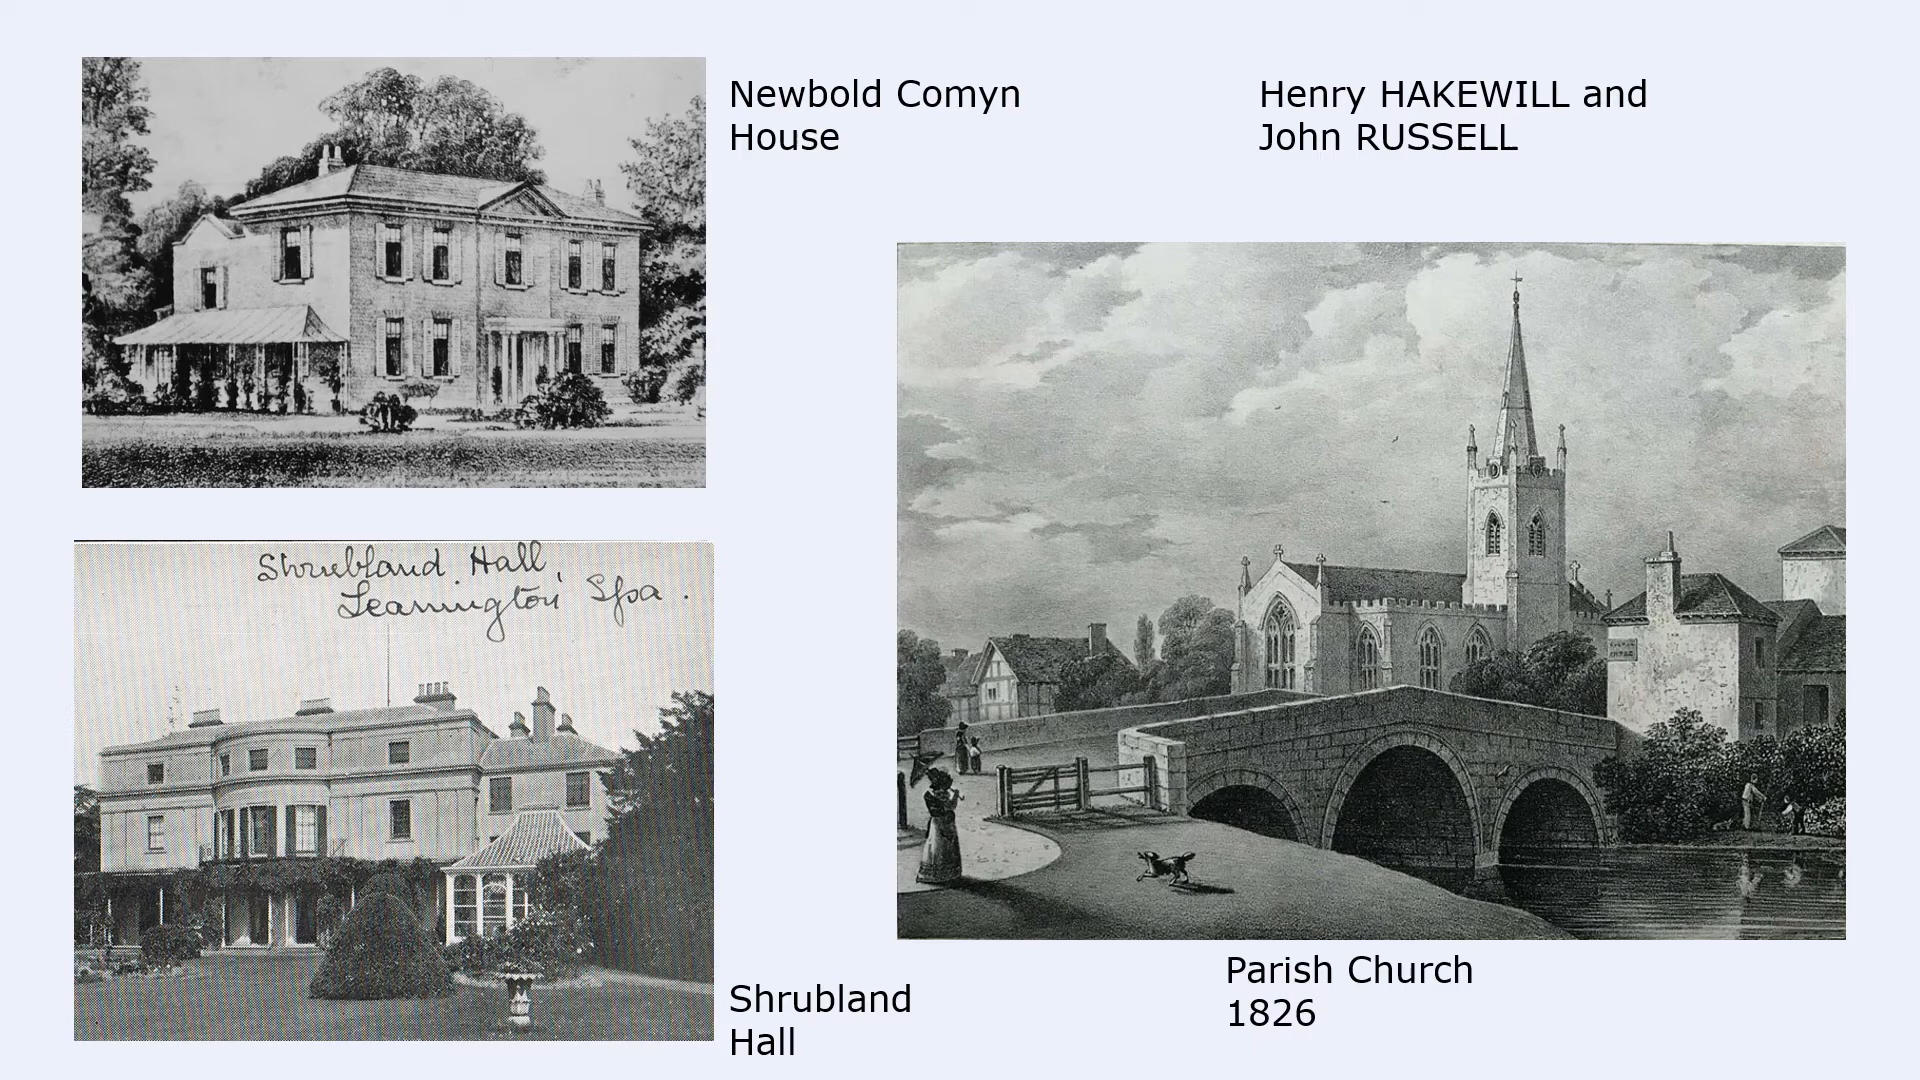 Newbold Comyn
House
Henry HAKEWILL and
John RUSSELL
Shrubland Hall,
Leamington Spa.
Shrubland
Hall
Parish Church
1826